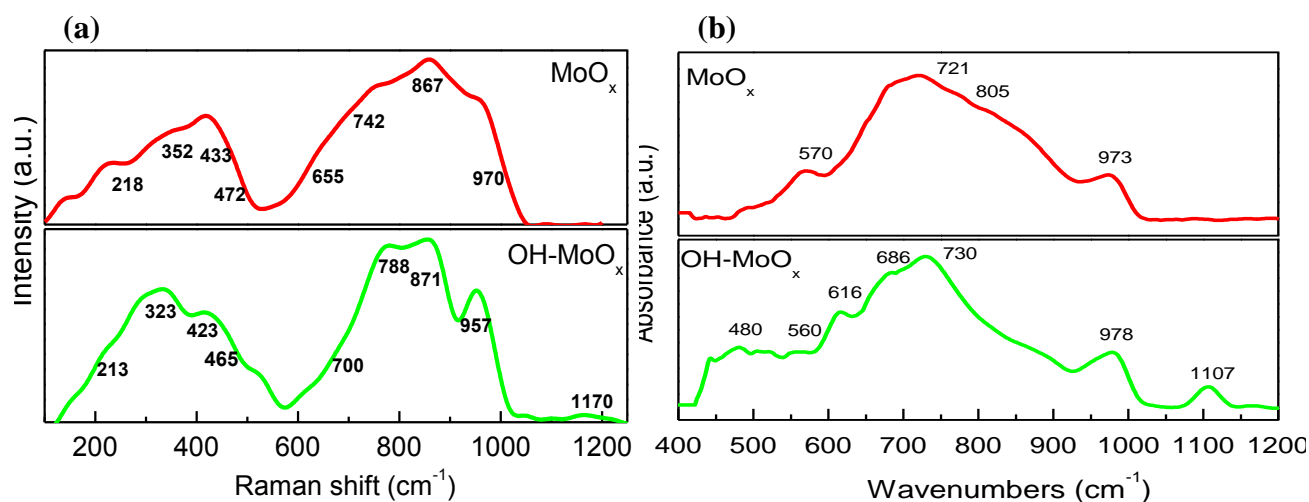 (a)
MoOₓ
867
742
970
352
433
218
472
655
OH-MoOₓ
788
871
323
957
423
465
213
700
1170
200 400 600 800 1000 1200
Raman shift (cm⁻¹)
Intensity (a.u.)
(b)
MoOₓ
721
805
570
973
OH-MoOₓ
686
730
616
480
560
978
1107
400 500 600 700 800 900 1000 1100 1200
Wavenumbers (cm⁻¹)
Absorbance (a.u.)